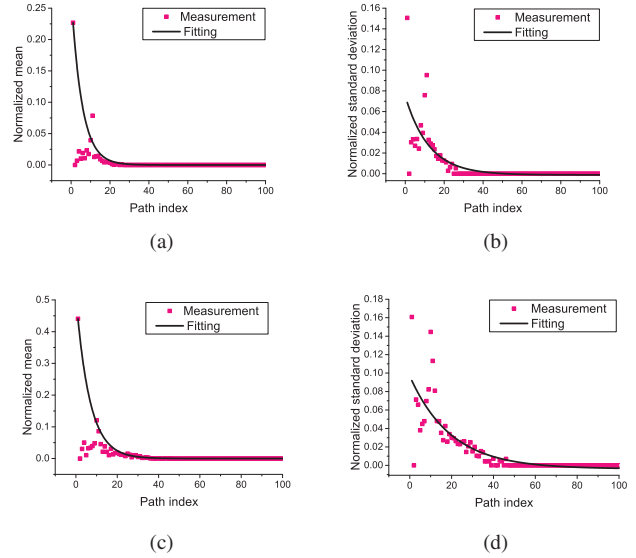 Normalized mean
0.25
0.20
0.15
0.10
0.05
0.00
Measurement
Fitting
0 20 40 60 80 100
Path index
(a)
Normalized standard deviation
0.16
0.14
0.12
0.10
0.08
0.06
0.04
0.02
0.00
Measurement
Fitting
0 20 40 60 80 100
Path index
(b)
Normalized mean
0.5
0.4
0.3
0.2
0.1
0.0
Measurement
Fitting
0 20 40 60 80 100
Path index
(c)
Normalized standard deviation
0.18
0.16
0.14
0.12
0.10
0.08
0.06
0.04
0.02
0.00
Measurement
Fitting
0 20 40 60 80 100
Path index
(d)